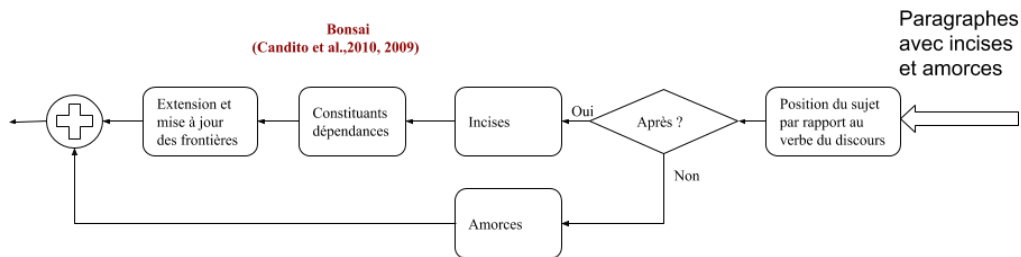 Paragraphes
avec incises
et amorces
Bonsai
(Candito et al.,2010, 2009)
Extension et
mise à jour
des frontières
Constituants
dépendances
Incises
Oui
Après ?
Position du sujet
par rapport au
verbe du discours
Non
Amorces